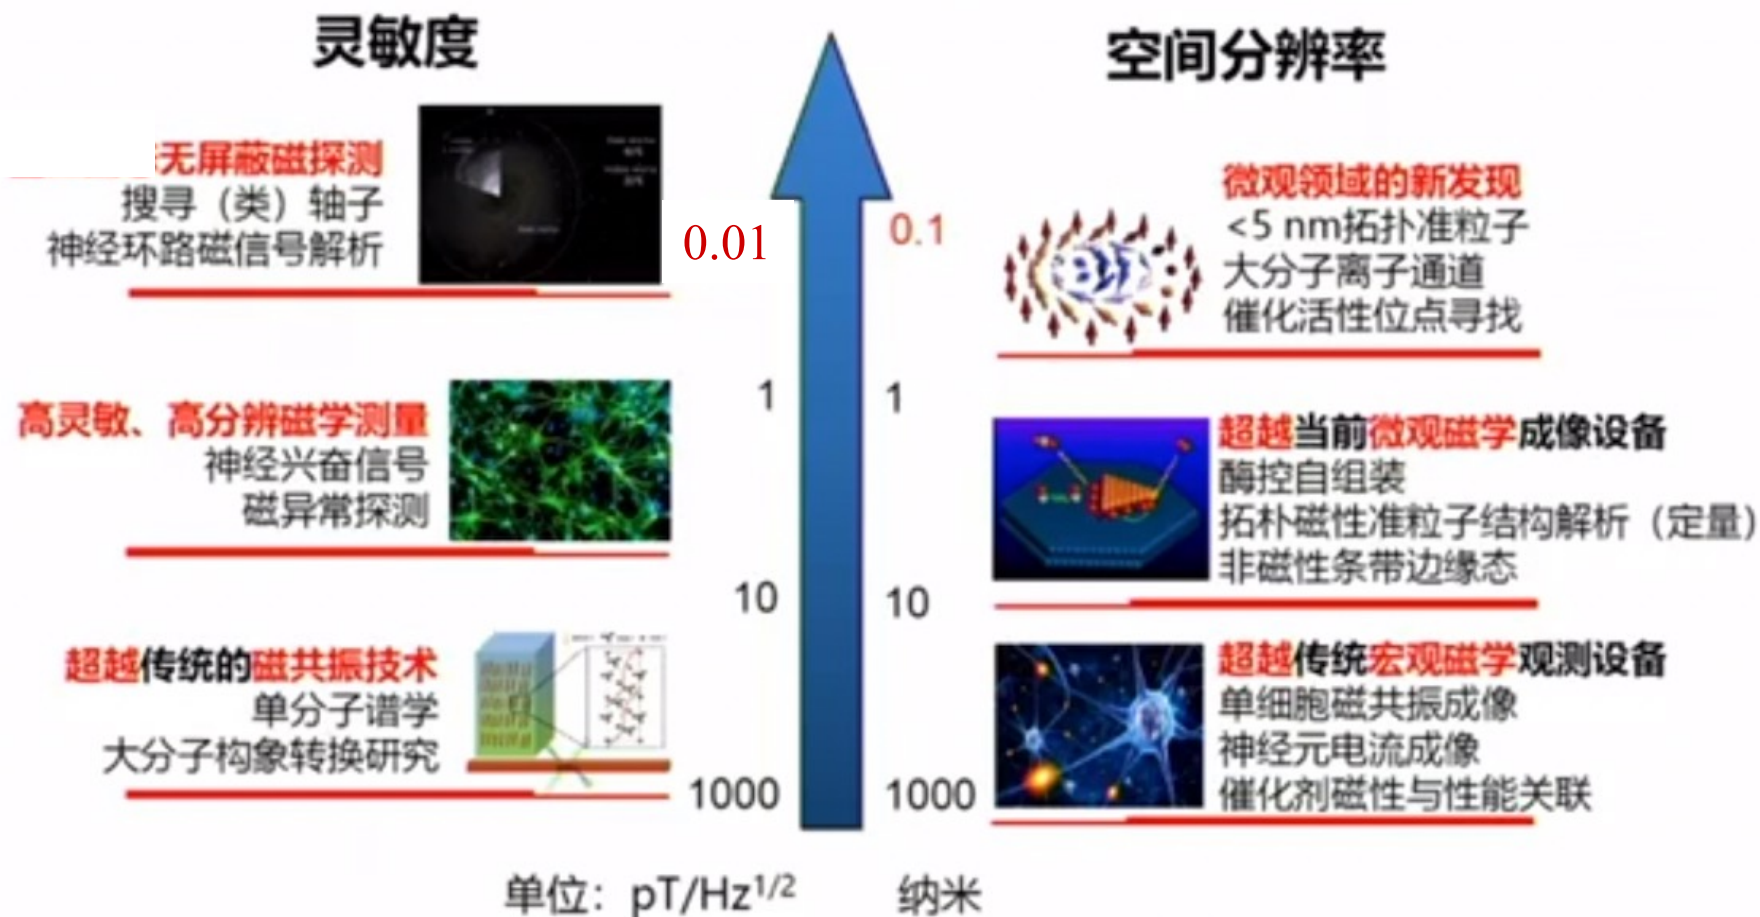 灵敏度
无屏蔽磁探测
搜寻（类）轴子
神经环路磁信号解析
高灵敏、高分辨磁学测量
神经兴奋信号
磁异常探测
超越传统的磁共振技术
单分子谱学
大分子构象转换研究
0.01
1
10
1000
单位：pT/Hz1/2
空间分辨率
0.1
1
10
1000
纳米
微观领域的新发现
<5 nm拓扑准粒子
大分子离子通道
催化活性位点寻找
超越当前微观磁学成像设备
酶控自组装
拓朴磁性准粒子结构解析（定量）
非磁性条带边缘态
超越传统宏观磁学观测设备
单细胞磁共振成像
神经元电流成像
催化剂磁性与性能关联